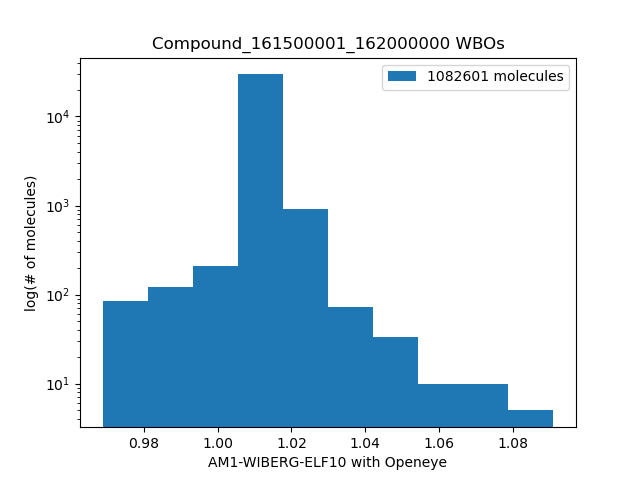 Compound_161500001_162000000 WBOs
1082601 molecules
log(# of molecules)
10^4
10^3
10^2
10^1
0.98 1.00 1.02 1.04 1.06 1.08
AM1-WIBERG-ELF10 with Openeye